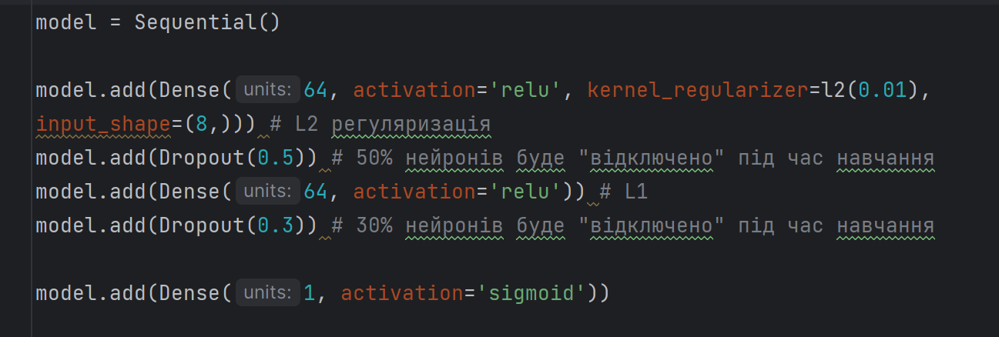 model = Sequential()
model.add(Dense( units: 64, activation='relu', kernel_regularizer=l2(0.01),
input_shape=(8,))) # L2 регуляризація
model.add(Dropout(0.5)) # 50% нейронів буде "відключено" під час навчання
model.add(Dense( units: 64, activation='relu')) # L1
model.add(Dropout(0.3)) # 30% нейронів буде "відключено" під час навчання
model.add(Dense( units: 1, activation='sigmoid'))